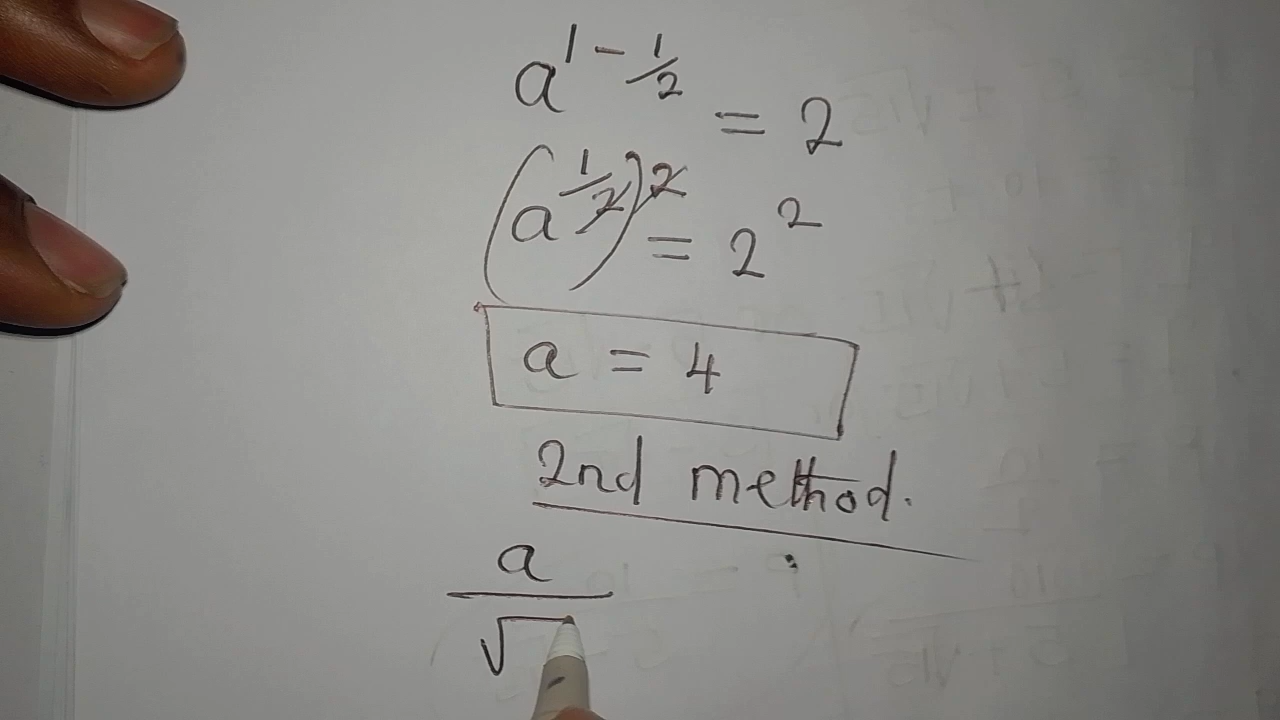 a^{1 - 1/2} = 2
(a^{1/2})^2 = 2^2
a = 4
2nd method.
a
√